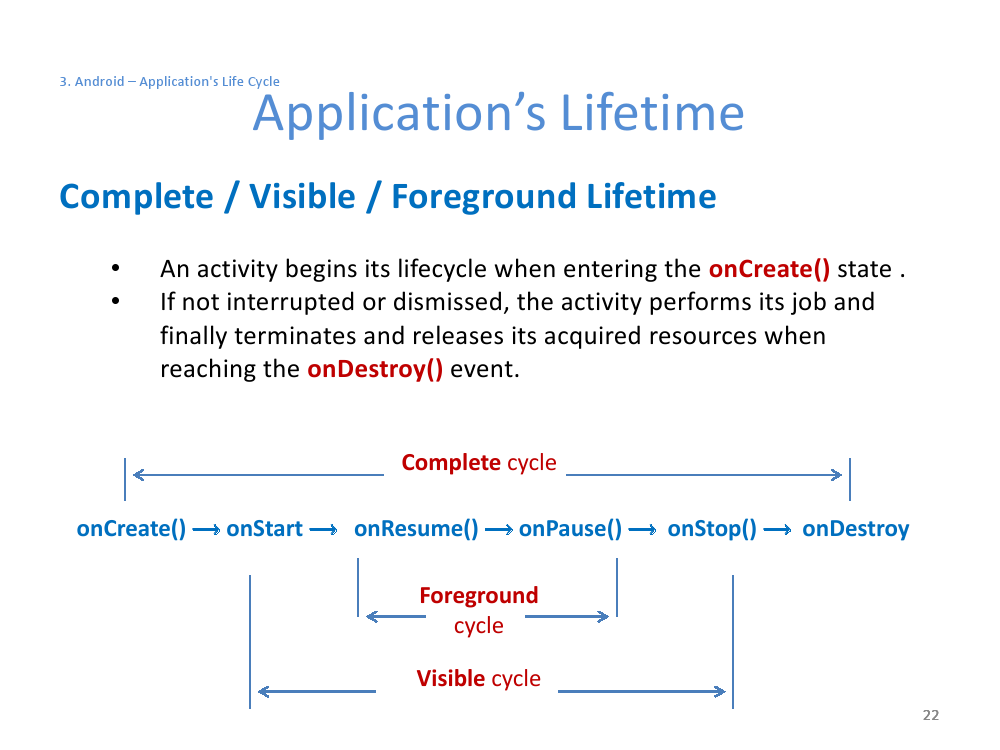 3. Android – Application's Life Cycle
Application’s Lifetime
Complete / Visible / Foreground Lifetime
• An activity begins its lifecycle when entering the onCreate() state .
• If not interrupted or dismissed, the activity performs its job and
finally terminates and releases its acquired resources when
reaching the onDestroy() event.
Complete cycle
onCreate() → onStart → onResume() → onPause() → onStop() → onDestroy
Foreground
cycle
Visible cycle
22